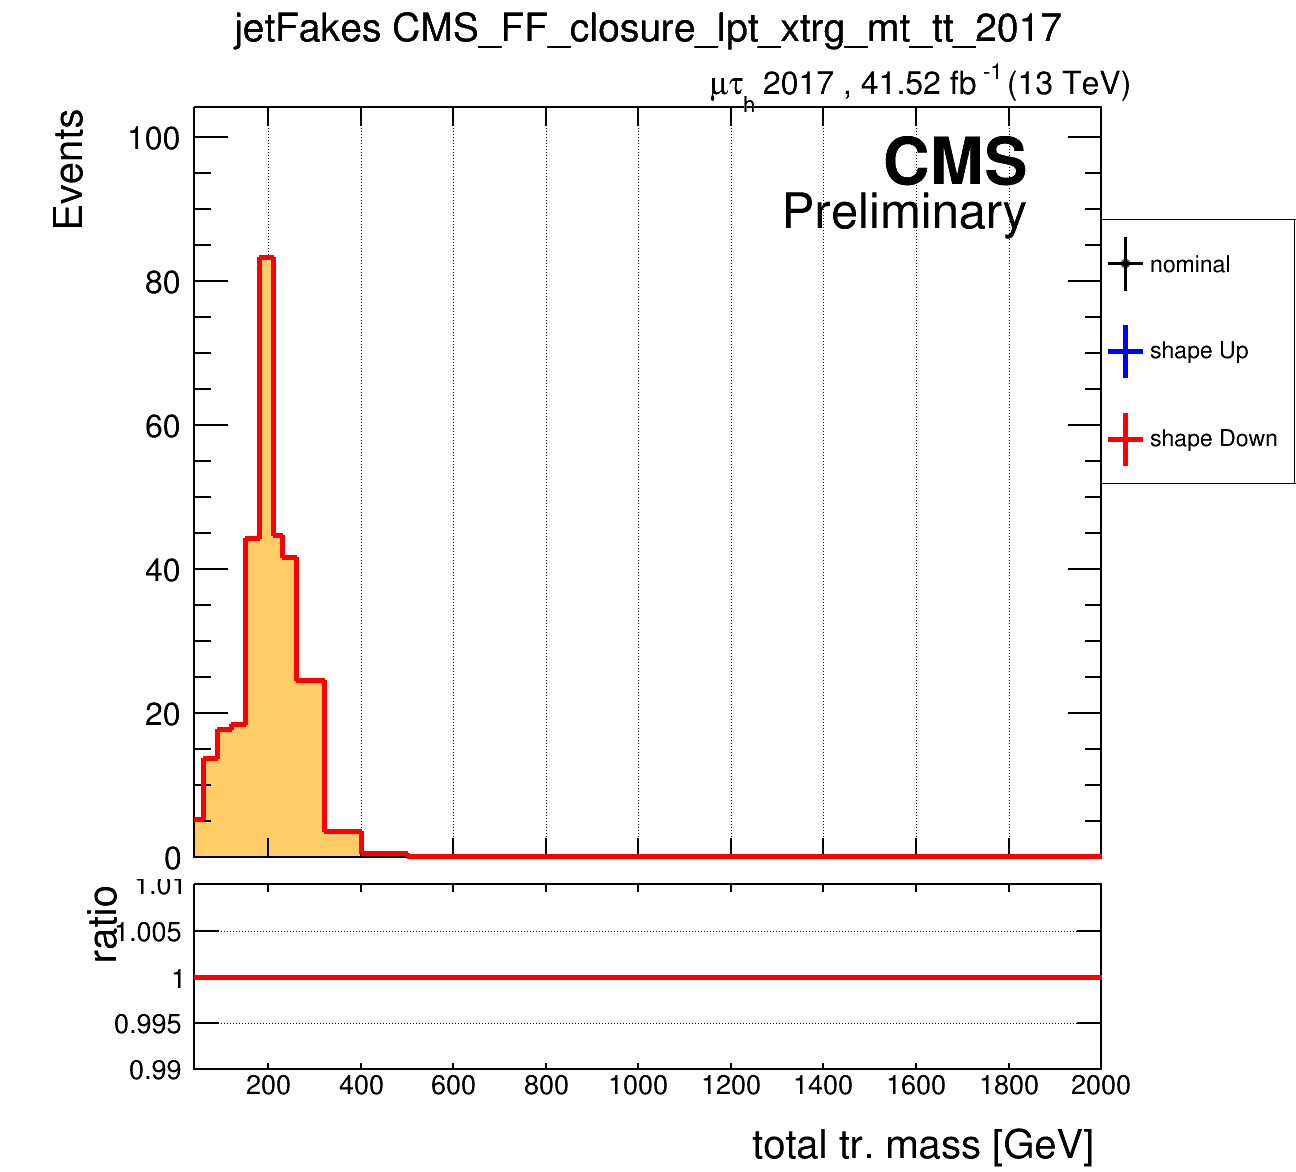 jetFakes CMS_FF_closure_lpt_xtrg_mt_tt_2017
μτh 2017 , 41.52 fb-1 (13 TeV)
Events
100
80
60
40
20
0
CMS
Preliminary
nominal
shape Up
shape Down
ratio
1.01
1.005
1
0.995
0.99
200 400 600 800 1000 1200 1400 1600 1800 2000
total tr. mass [GeV]